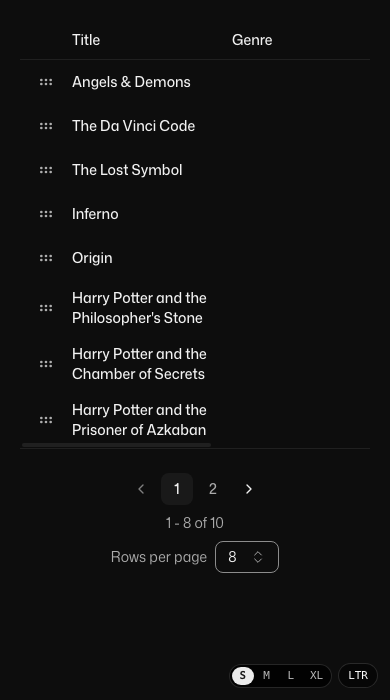 Title Genre
Angels & Demons
The Da Vinci Code
The Lost Symbol
Inferno
Origin
Harry Potter and the
Philosopher's Stone
Harry Potter and the
Chamber of Secrets
Harry Potter and the
Prisoner of Azkaban
1 2
1 - 8 of 10
Rows per page 8
S M L XL LTR